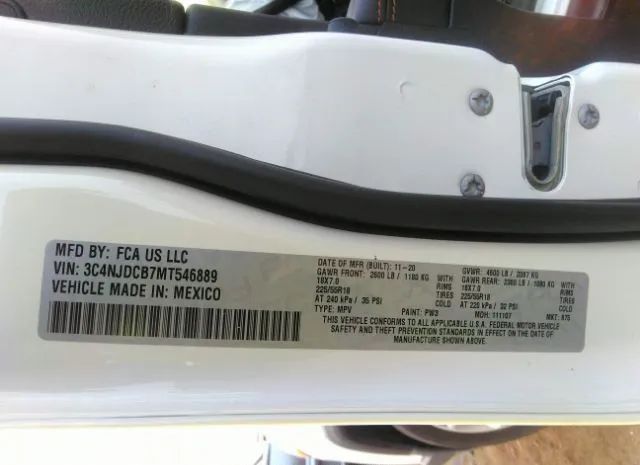 MFD BY: FCA US LLC
VIN: 3C4NJDCB7MT546889
VEHICLE MADE IN: MEXICO
DATE OF MFR (BUILT): 11-20 GVWR: 4600 LB / 2087 KG
GAWR FRONT: 2600 LB / 1180 KG WITH GAWR REAR: 2380 LB / 1080 KG WITH
18X7.0 RIMS 18X7.0 RIMS
225/55R18 TIRES 225/55R18 TIRES
AT 240 kPa / 35 PSI COLD AT 225 kPa / 32 PSI COLD
TYPE: MPV PAINT: PW3 MDH: 111107 MKT: 875
THIS VEHICLE CONFORMS TO ALL APPLICABLE U.S.A. FEDERAL MOTOR VEHICLE
SAFETY AND THEFT PREVENTION STANDARDS IN EFFECT ON THE DATE OF
MANUFACTURE SHOWN ABOVE.